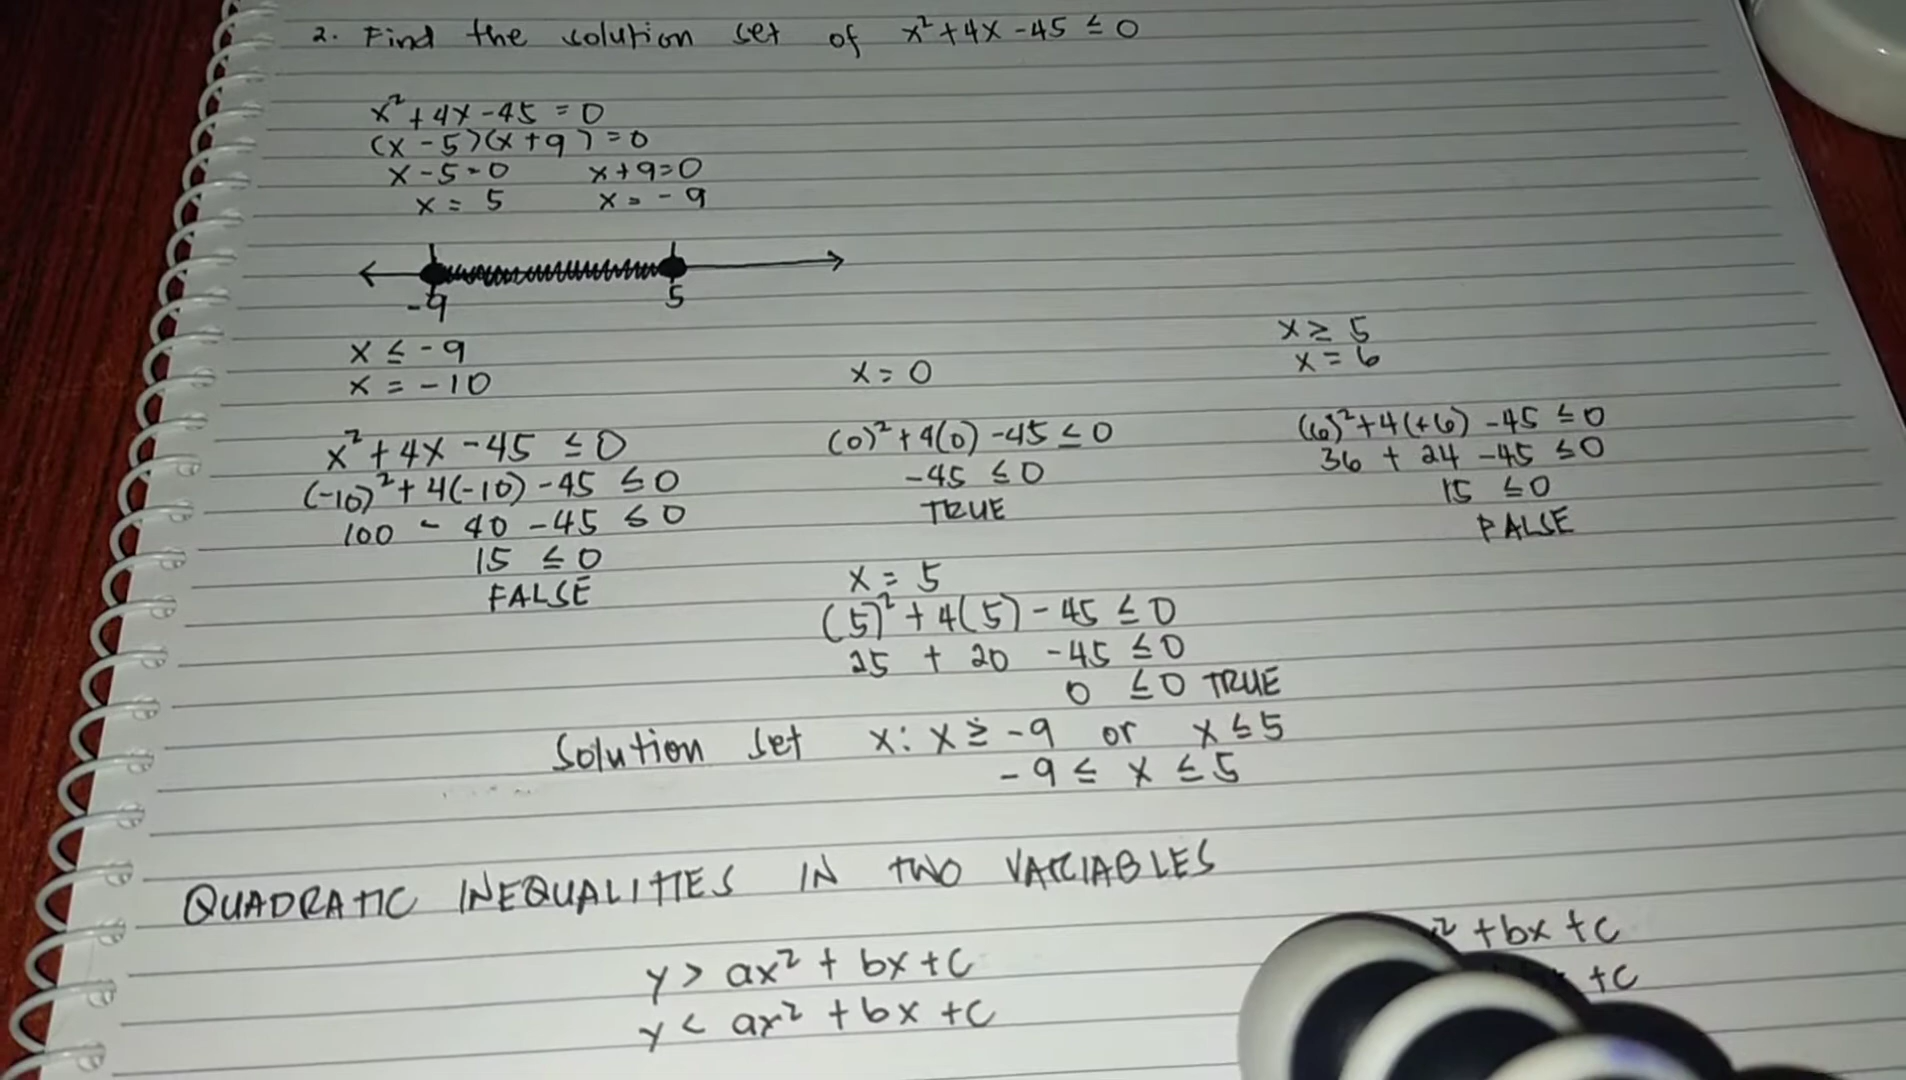 2. Find the solution set of x² + 4x - 45 ≤ 0
x² + 4x - 45 = 0
(x - 5)(x + 9) = 0
x - 5 = 0 x + 9 = 0
x = 5 x = -9
-9 5
x ≤ -9
x = -10
x² + 4x - 45 ≤ 0
(-10)² + 4(-10) - 45 ≤ 0
100 - 40 - 45 ≤ 0
15 ≤ 0
FALSE
x = 0
(0)² + 4(0) - 45 ≤ 0
-45 ≤ 0
TRUE
x ≥ 5
x = 6
(6)² + 4(+6) - 45 ≤ 0
36 + 24 - 45 ≤ 0
15 ≤ 0
FALSE
x = 5
(5)² + 4(5) - 45 ≤ 0
25 + 20 - 45 ≤ 0
0 ≤ 0 TRUE
Solution set x: x ≥ -9 or x ≤ 5
-9 ≤ x ≤ 5
QUADRATIC INEQUALITIES IN TWO VARIABLES
y > ax² + bx + c
y < ax² + bx + c
² + bx + c
+ c